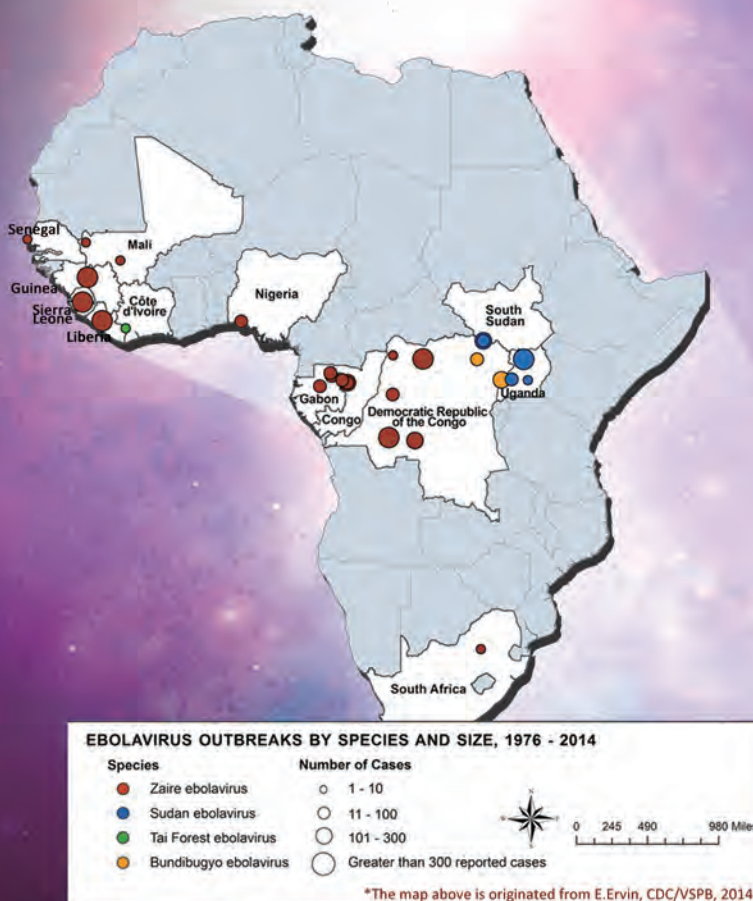 Senegal
Mali
Guinea
Sierra
Leone
Côte
d'Ivoire
Liberia
Nigeria
South
Sudan
Uganda
Gabon
Congo
Democratic Republic
of the Congo
South Africa
EBOLAVIRUS OUTBREAKS BY SPECIES AND SIZE, 1976 - 2014
Species
Zaire ebolavirus
Sudan ebolavirus
Tai Forest ebolavirus
Bundibugyo ebolavirus
Number of Cases
1 - 10
11 - 100
101 - 300
Greater than 300 reported cases
N
W E
S
0 245 490 980 Miles
*The map above is originated from E.Ervin, CDC/VSPB, 2014